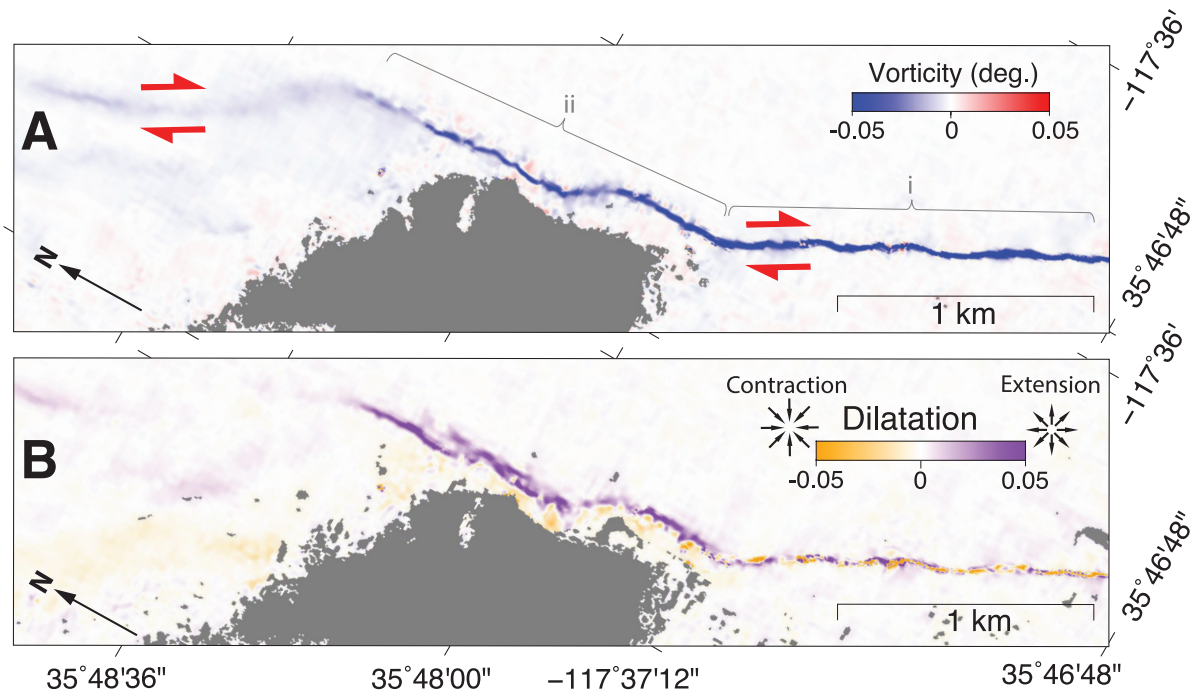 −117˚36'
A
Vorticity (deg.)
-0.05 0 0.05
ii
i
N
1 km
35˚46'48"
−117˚36'
B
Contraction
Extension
Dilatation
-0.05 0 0.05
N
1 km
35˚46'48"
35˚48'36"
35˚48'00"
−117˚37'12"
35˚46'48"